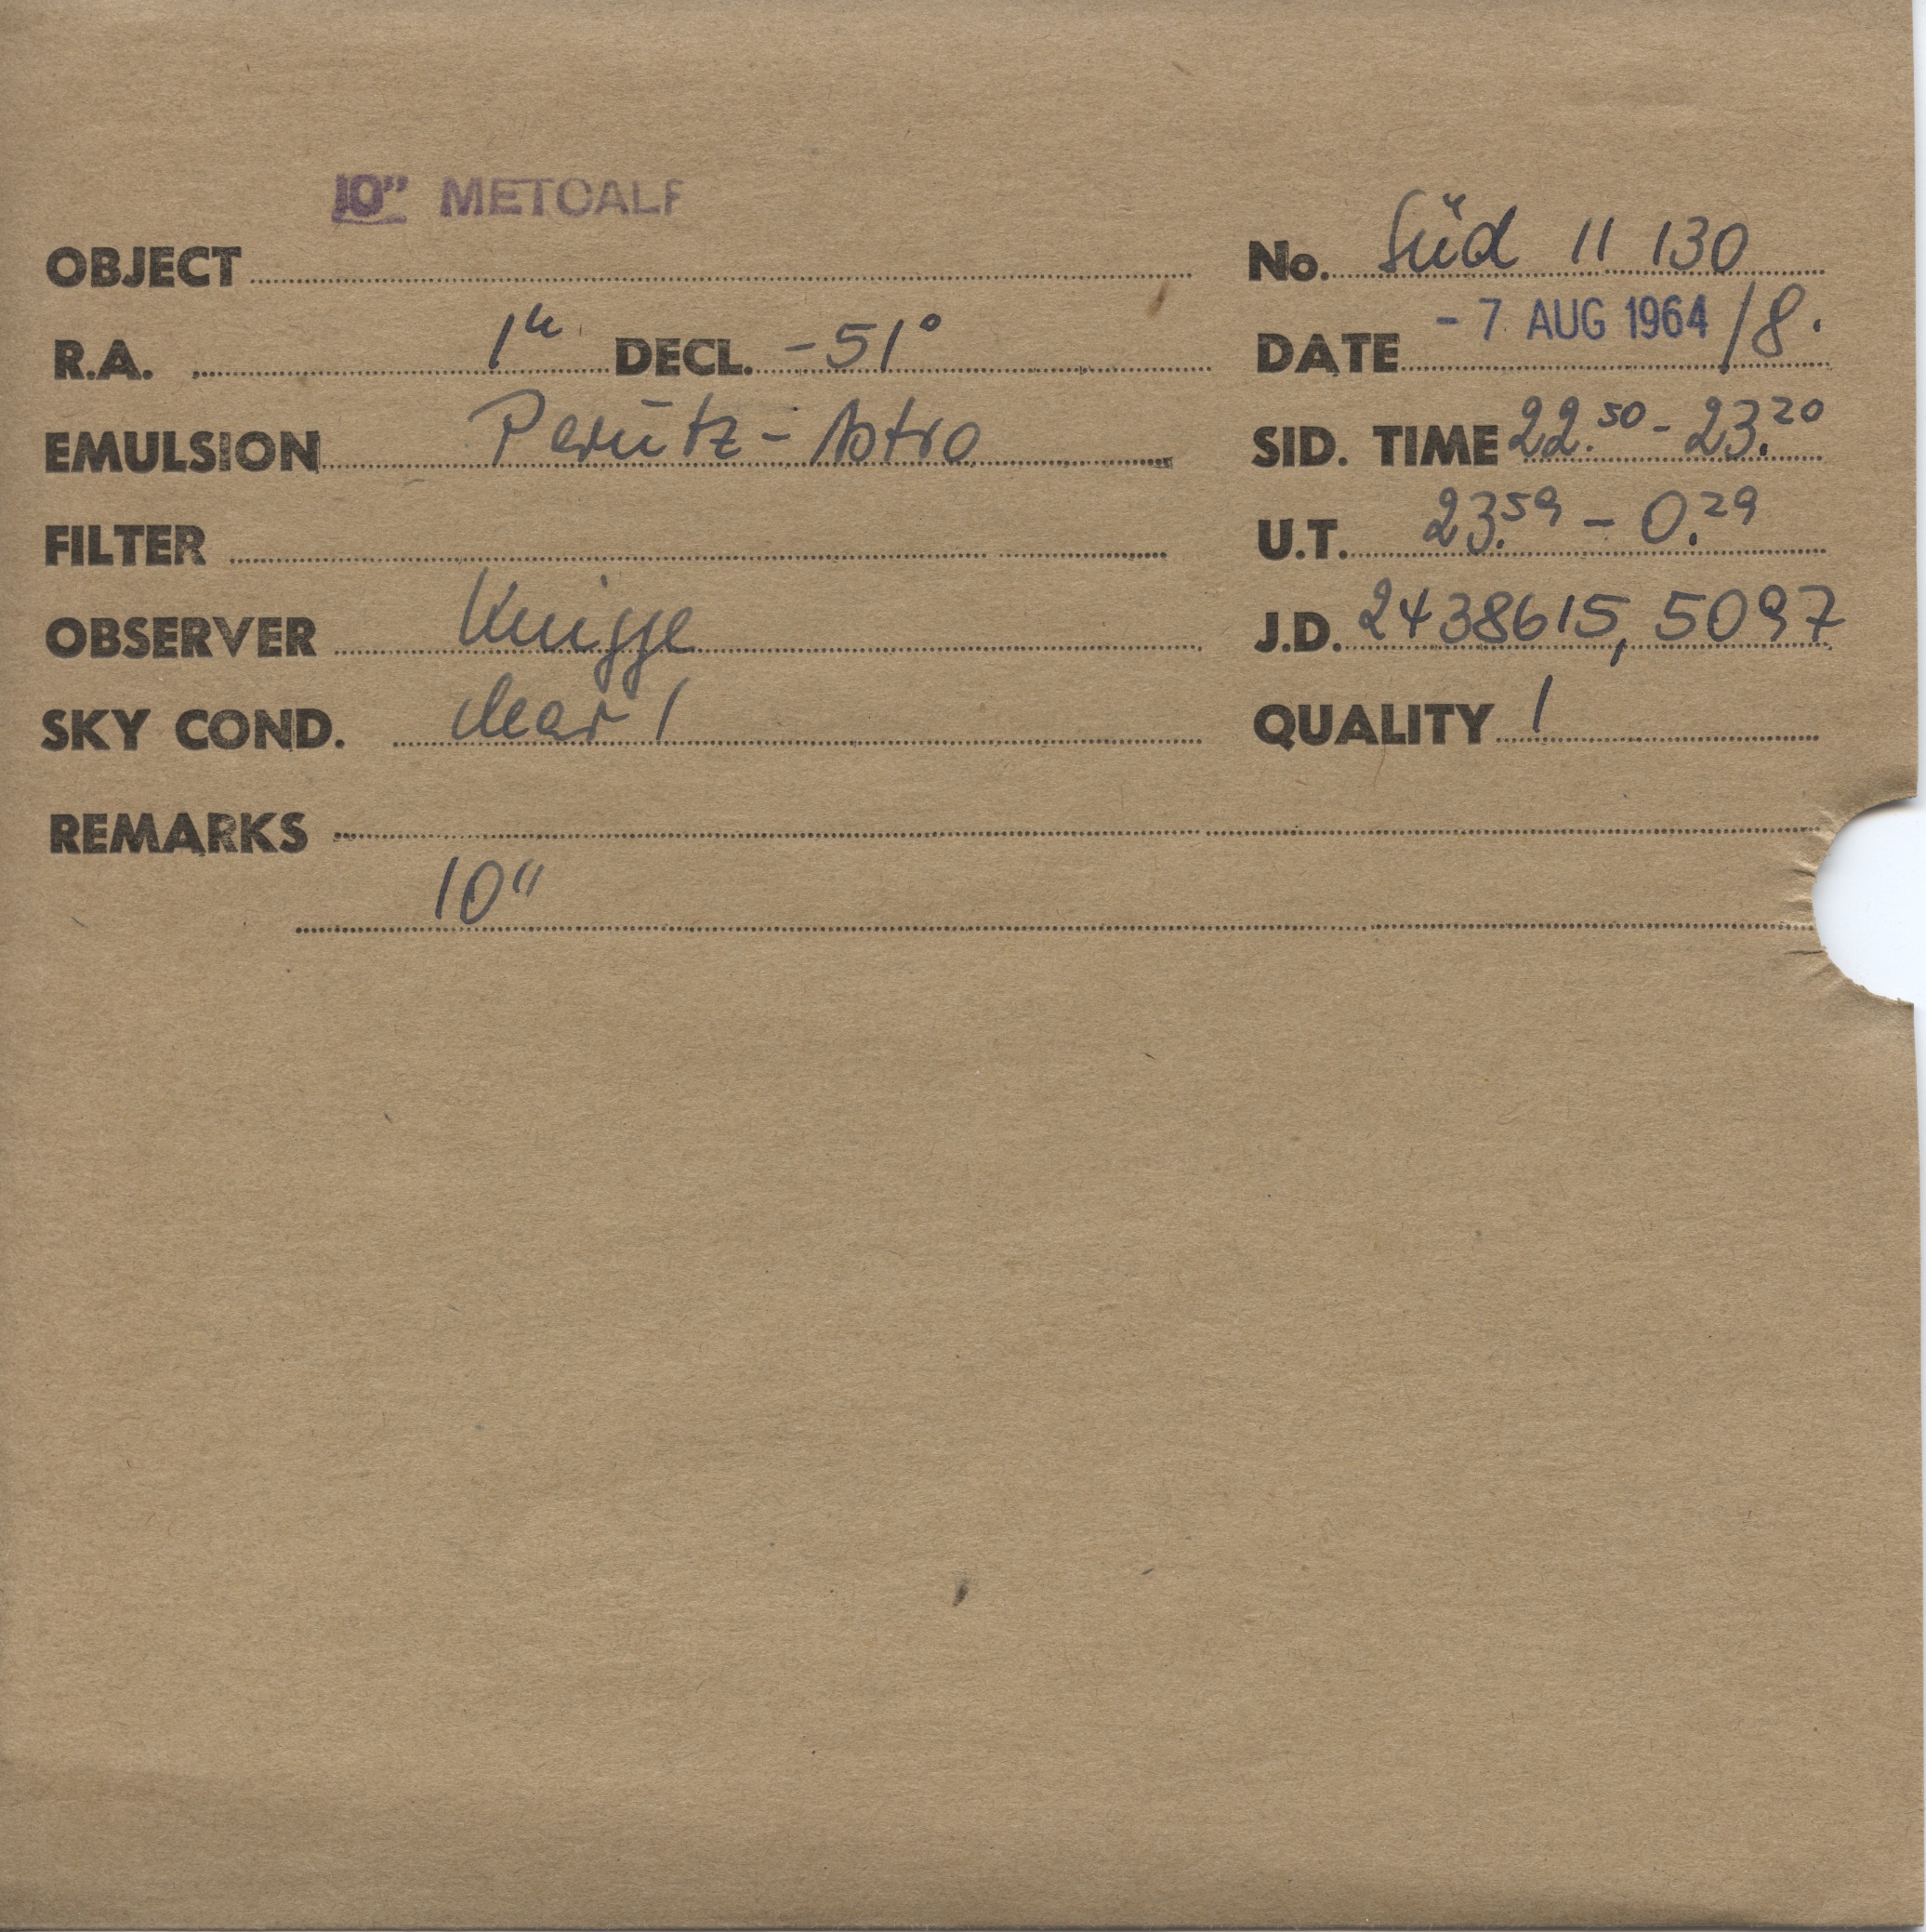 10" METCALF
OBJECT No. Süd 11 130
R.A. 1h DECL. -51° DATE - 7 AUG 1964 /8.
EMULSION Perutz - Astro SID. TIME 22.50 - 23.20
FILTER U.T. 23.59 - 0.29
OBSERVER Knigge J.D. 2438615,5097
SKY COND. clear 1 QUALITY 1
REMARKS
10"